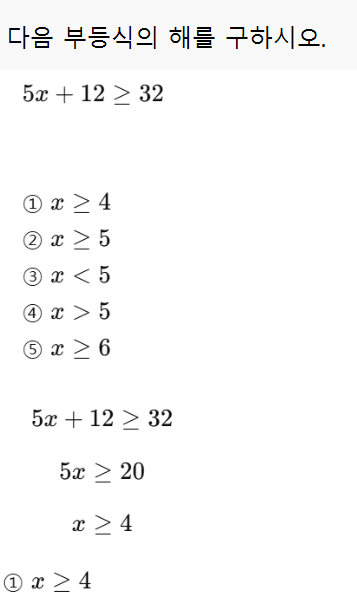 다음 부등식의 해를 구하시오.
5x + 12 ≥ 32
① x ≥ 4
② x ≥ 5
③ x < 5
④ x > 5
⑤ x ≥ 6
5x + 12 ≥ 32
5x ≥ 20
x ≥ 4
① x ≥ 4